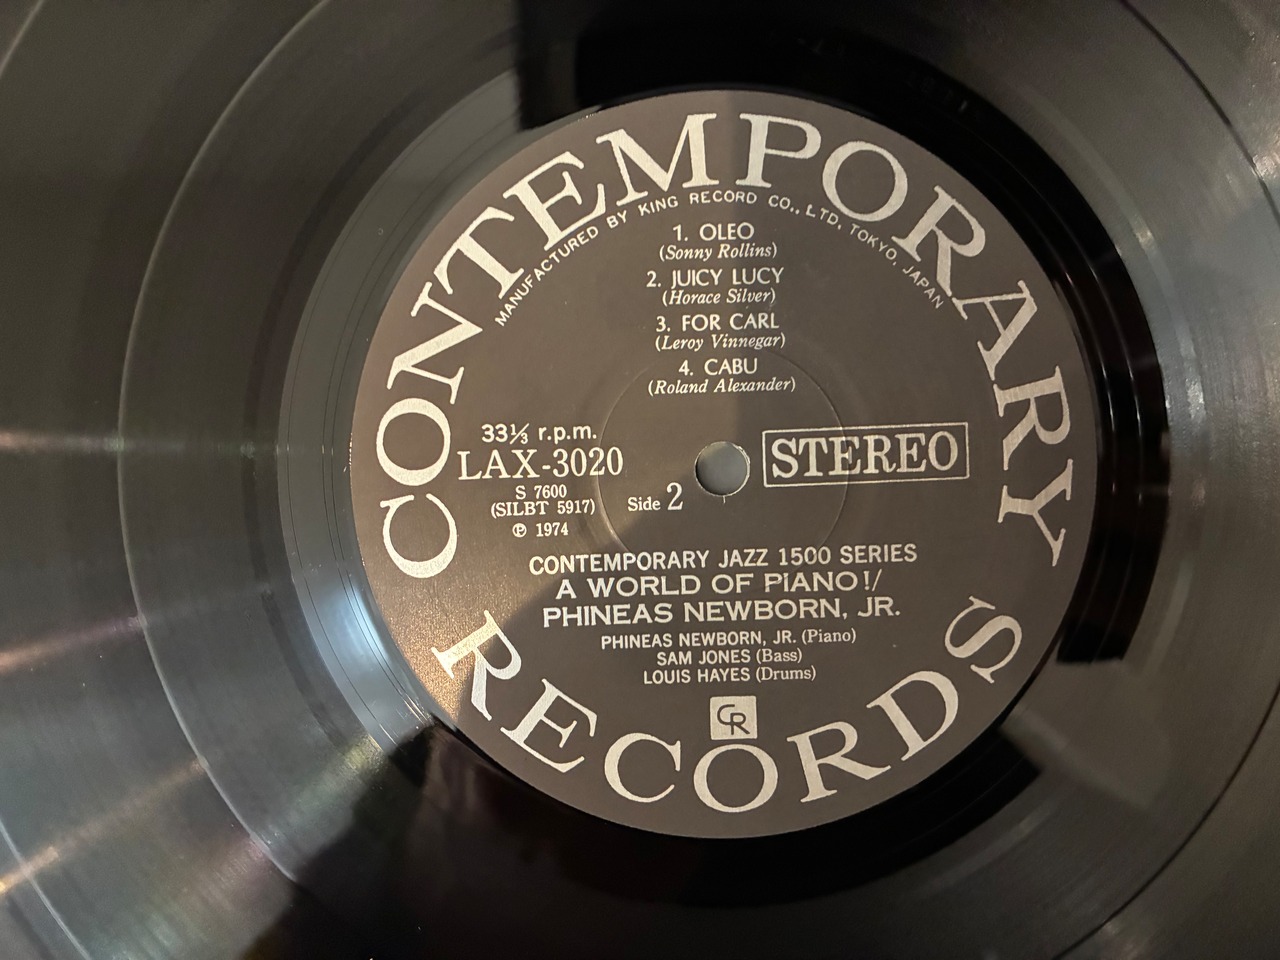 CONTEMPORARY
MANUFACTURED BY KING RECORD CO., LTD, TOKYO, JAPAN
1. OLEO
(Sonny Rollins)
2. JUICY LUCY
(Horace Silver)
3. FOR CARL
(Leroy Vinnegar)
4. CABU
(Roland Alexander)
33⅓ r.p.m.
LAX-3020
S 7600
(SILBT 5917)
℗ 1974
Side 2
STEREO
CONTEMPORARY JAZZ 1500 SERIES
A WORLD OF PIANO!/
PHINEAS NEWBORN, JR.
PHINEAS NEWBORN, JR. (Piano)
SAM JONES (Bass)
LOUIS HAYES (Drums)
CR
RECORDS